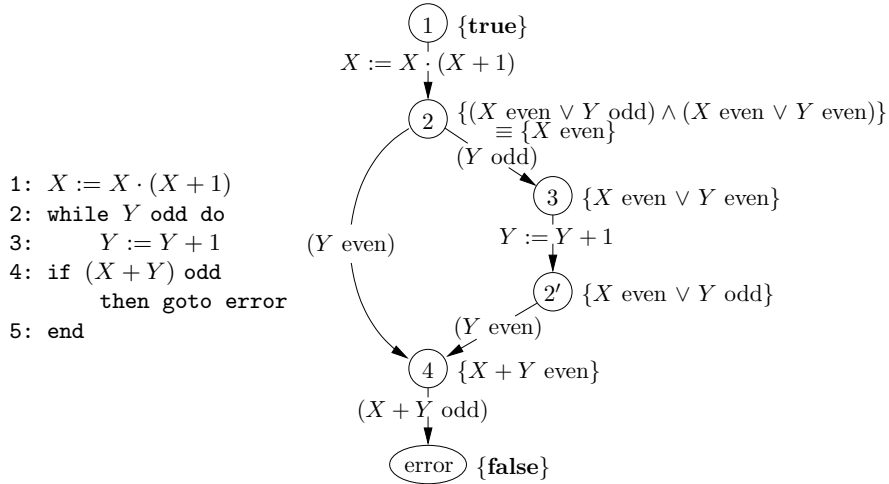 1 {true}
X := X · (X + 1)
2 {(X even ∨ Y odd) ∧ (X even ∨ Y even)}
≡ {X even}
(Y odd)
1: X := X · (X + 1)
2: while Y odd do
3: Y := Y + 1
4: if (X + Y) odd
then goto error
5: end
3 {X even ∨ Y even}
Y := Y + 1
(Y even)
2′ {X even ∨ Y odd}
(Y even)
4 {X + Y even}
(X + Y odd)
error {false}